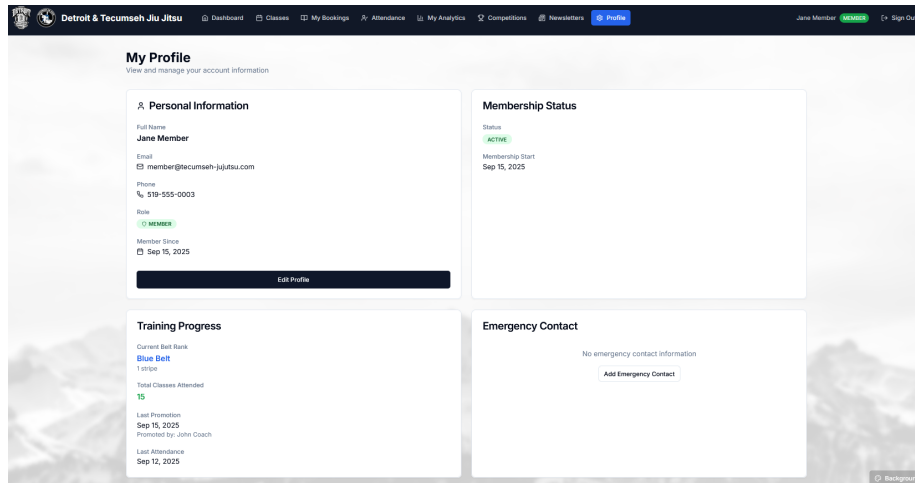 Detroit & Tecumseh Jiu Jitsu Dashboard Classes My Bookings Attendance My Analytics Competitions Newsletters Profile Jane Member MEMBER Sign Ou
My Profile
View and manage your account information
Personal Information
Full Name
Jane Member
Email
member@tecumseh-jujutsu.com
Phone
519-555-0003
Role
MEMBER
Member Since
Sep 15, 2025
Edit Profile
Membership Status
Status
ACTIVE
Membership Start
Sep 15, 2025
Training Progress
Current Belt Rank
Blue Belt
1 stripe
Total Classes Attended
15
Last Promotion
Sep 15, 2025
Promoted by: John Coach
Last Attendance
Sep 12, 2025
Emergency Contact
No emergency contact information
Add Emergency Contact
Backgroun